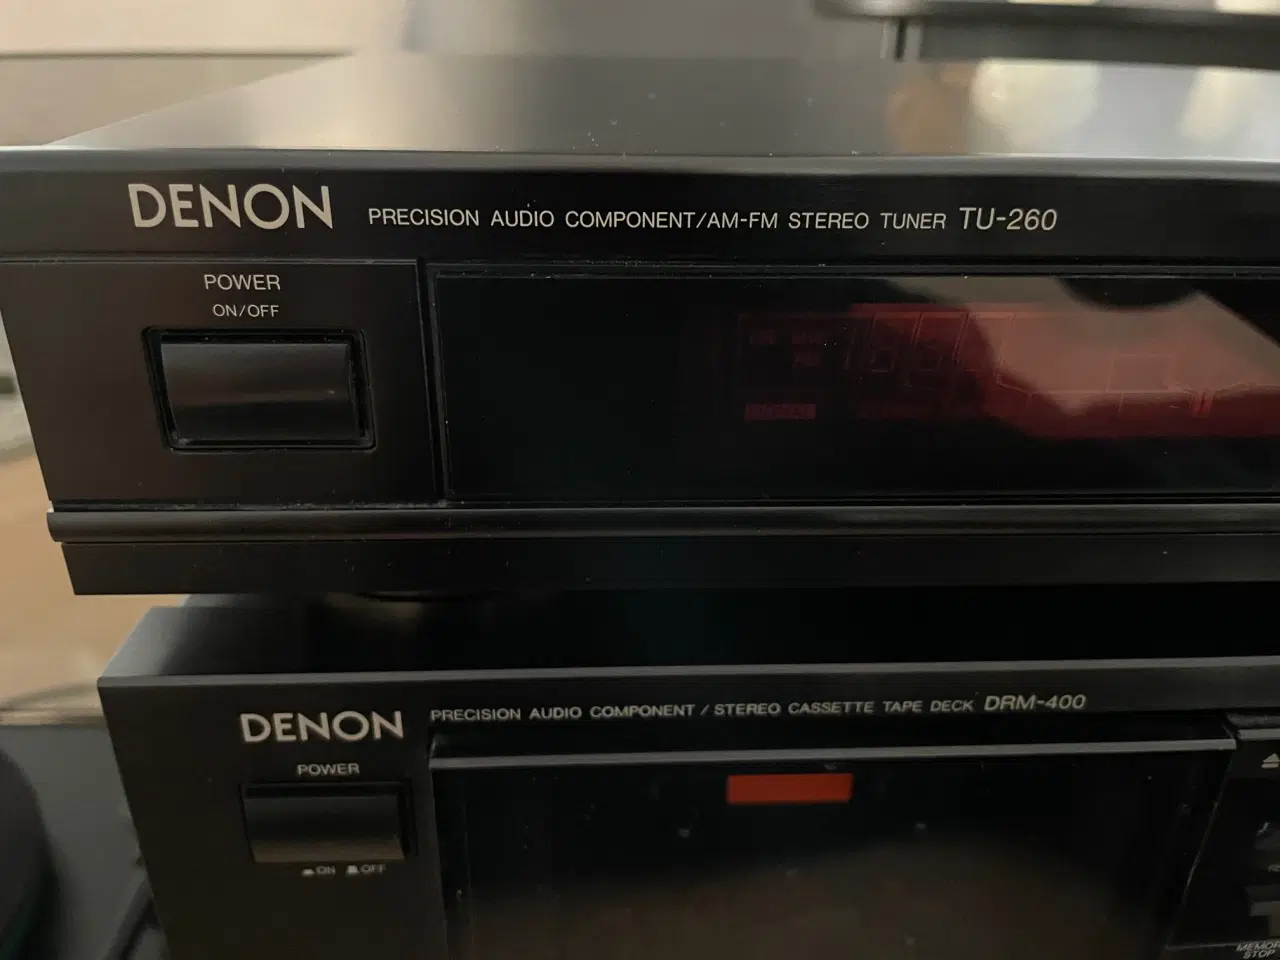 DENON PRECISION AUDIO COMPONENT/AM-FM STEREO TUNER TU-260
POWER
ON/OFF
DENON PRECISION AUDIO COMPONENT / STEREO CASSETTE TAPE DECK DRM-400
POWER
ON OFF
STOP